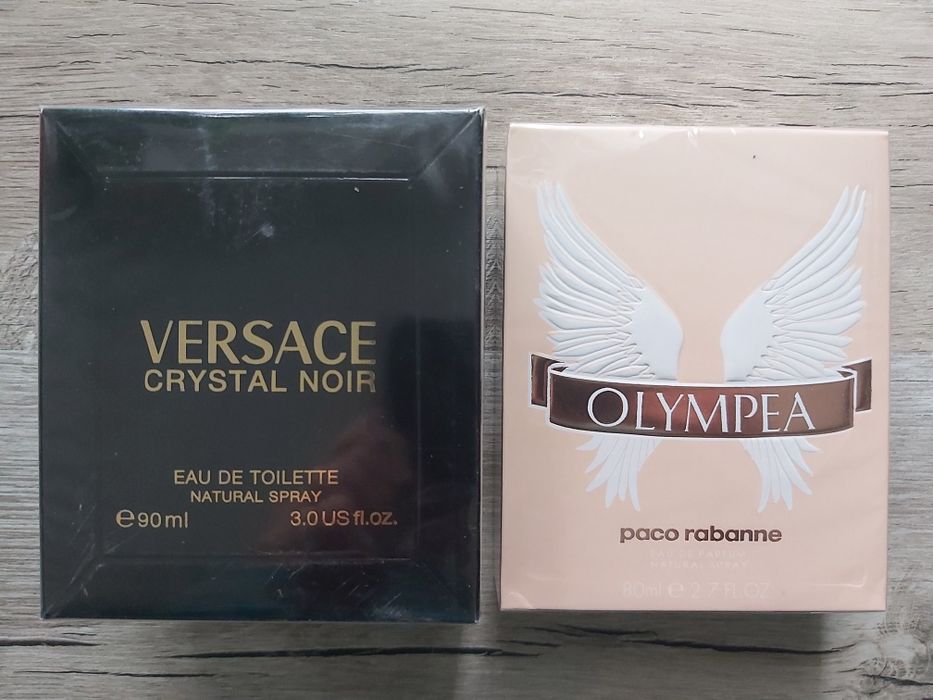 VERSACE
CRYSTAL NOIR
EAU DE TOILETTE
NATURAL SPRAY
e90ml 3.0 US fl.oz.
OLYMPEA
paco rabanne
EAU DE PARFUM
NATURAL SPRAY
80ml e 2.7 FL.OZ